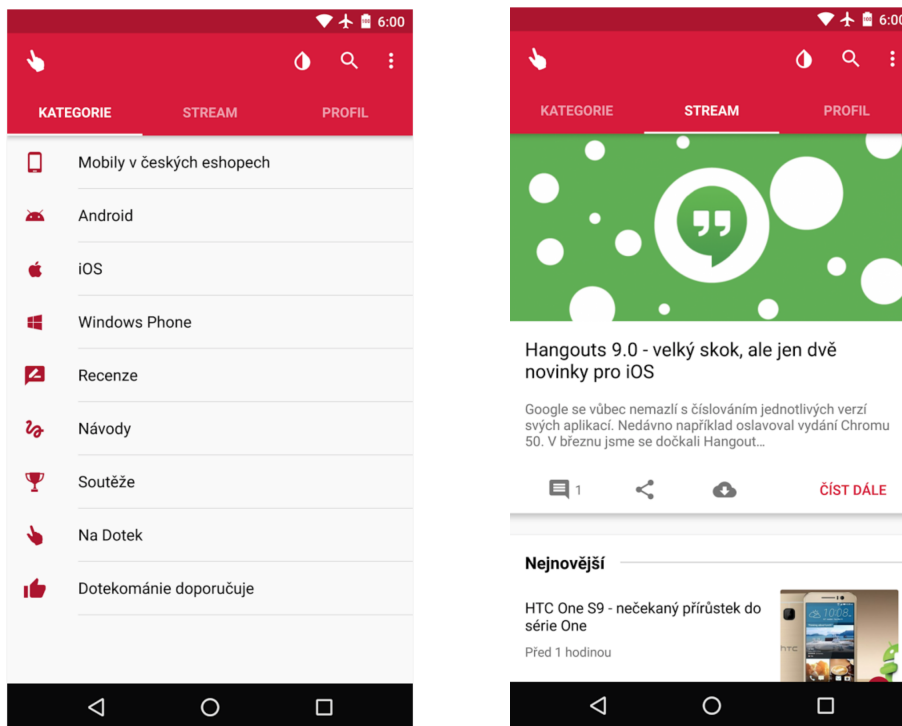 6:00
KATEGORIE STREAM PROFIL
Mobily v českých eshopech
Android
iOS
Windows Phone
Recenze
Návody
Soutěže
Na Dotek
Dotekománie doporučuje
6:00
KATEGORIE STREAM PROFIL
Hangouts 9.0 - velký skok, ale jen dvě
novinky pro iOS
Google se vůbec nemazlí s číslováním jednotlivých verzí
svých aplikací. Nedávno například oslavoval vydání Chromu
50. V březnu jsme se dočkali Hangout...
1 ČÍST DÁLE
Nejnovější
HTC One S9 - nečekaný přírůstek do
série One
Před 1 hodinou
10:08
hTC